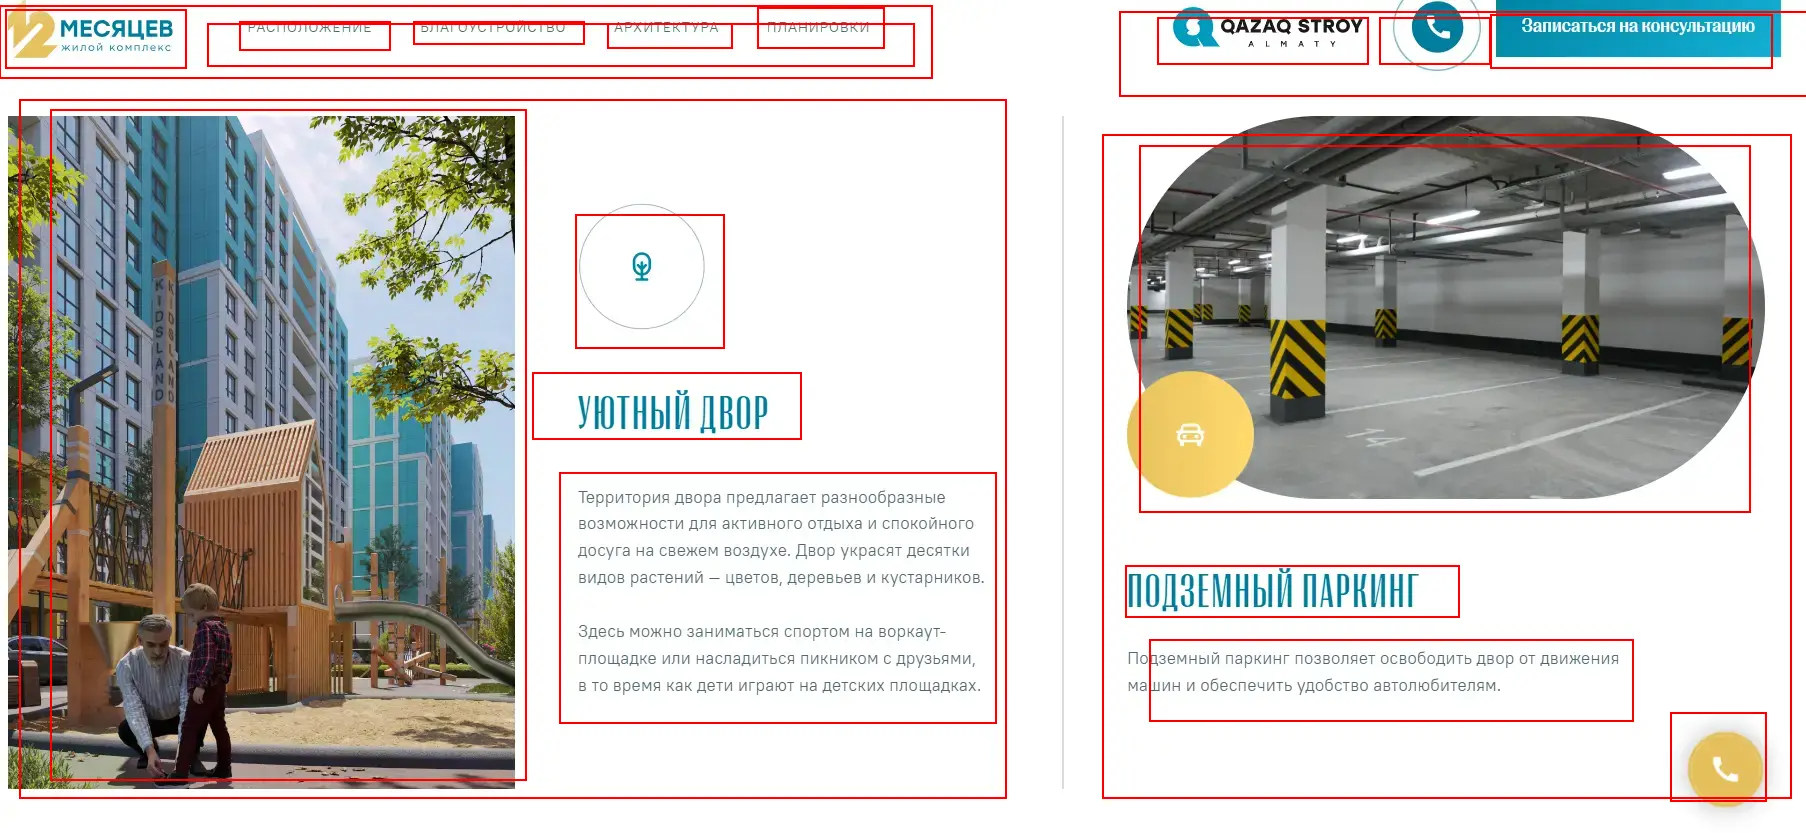 12 МЕСЯЦЕВ
ЖИЛОЙ КОМПЛЕКС
РАСПОЛОЖЕНИЕ
БЛАГОУСТРОЙСТВО
АРХИТЕКТУРА
ПЛАНИРОВКИ
QAZAQ STROY
ALMATY
Записаться на консультацию
KIDSLAND
KIDSLAND
УЮТНЫЙ ДВОР
Территория двора предлагает разнообразные
возможности для активного отдыха и спокойного
досуга на свежем воздухе. Двор украсят десятки
видов растений — цветов, деревьев и кустарников.
Здесь можно заниматься спортом на воркаут-
площадке или насладиться пикником с друзьями,
в то время как дети играют на детских площадках.
14
ПОДЗЕМНЫЙ ПАРКИНГ
Подземный паркинг позволяет освободить двор от движения
машин и обеспечить удобство автолюбителям.